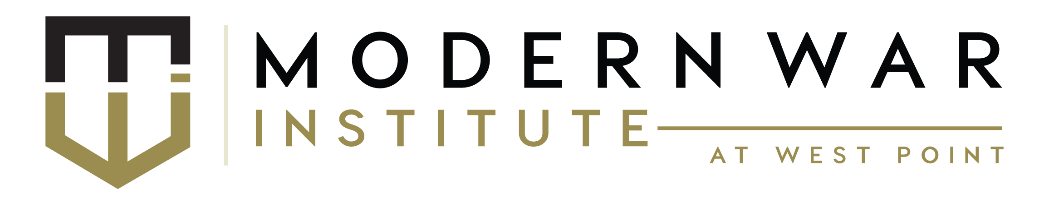 MODERN WAR
INSTITUTE
AT WEST POINT